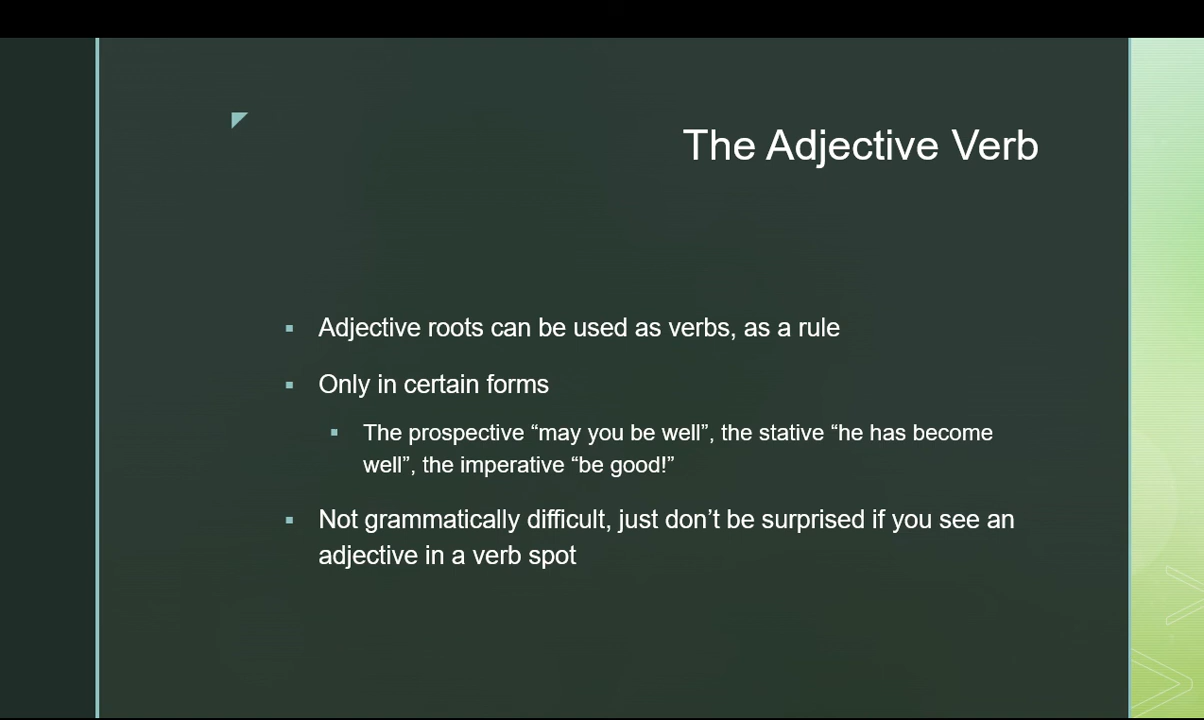 The Adjective Verb
Adjective roots can be used as verbs, as a rule
Only in certain forms
The prospective “may you be well”, the stative “he has become
well”, the imperative “be good!”
Not grammatically difficult, just don’t be surprised if you see an
adjective in a verb spot